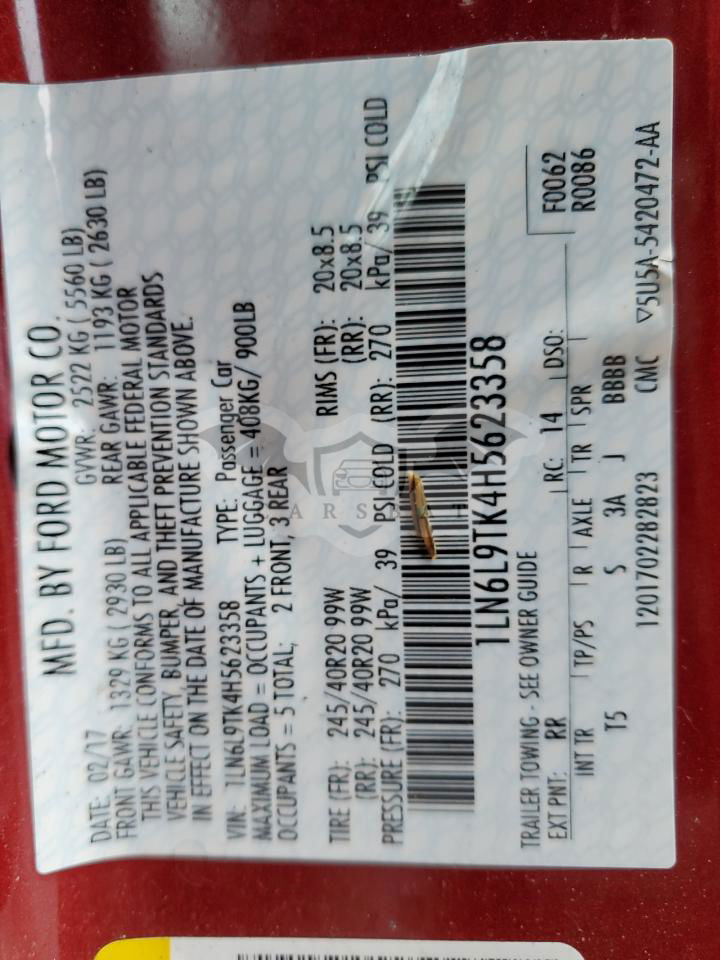 MFD. BY FORD MOTOR CO.
DATE: 02/17 GVWR: 2522 KG ( 5560 LB)
FRONT GAWR: 1329 KG ( 2930 LB) REAR GAWR: 1193 KG ( 2630 LB)
THIS VEHICLE CONFORMS TO ALL APPLICABLE FEDERAL MOTOR
VEHICLE SAFETY, BUMPER, AND THEFT PREVENTION STANDARDS
IN EFFECT ON THE DATE OF MANUFACTURE SHOWN ABOVE.
VIN: 1LN6L9TK4H5623358 TYPE: Passenger Car
MAXIMUM LOAD = OCCUPANTS + LUGGAGE = 408KG/ 900LB
OCCUPANTS = 5 TOTAL; 2 FRONT, 3 REAR
TIRE (FR): 245/40R20 99W RIMS (FR): 20x8.5
(RR): 245/40R20 99W (RR): 20x8.5
PRESSURE (FR): 270 kPa/ 39 PSI COLD (RR): 270 kPa/ 39 PSI COLD
1LN6L9TK4H5623358
TRAILER TOWING - SEE OWNER GUIDE F0062
EXT PNT: RR RC: 14 DSO: R0086
INT TR TP/PS R AXLE TR SPR
T5 S 3A J BBBB
1201702282823 CMC ▽5U5A-5420472-AA